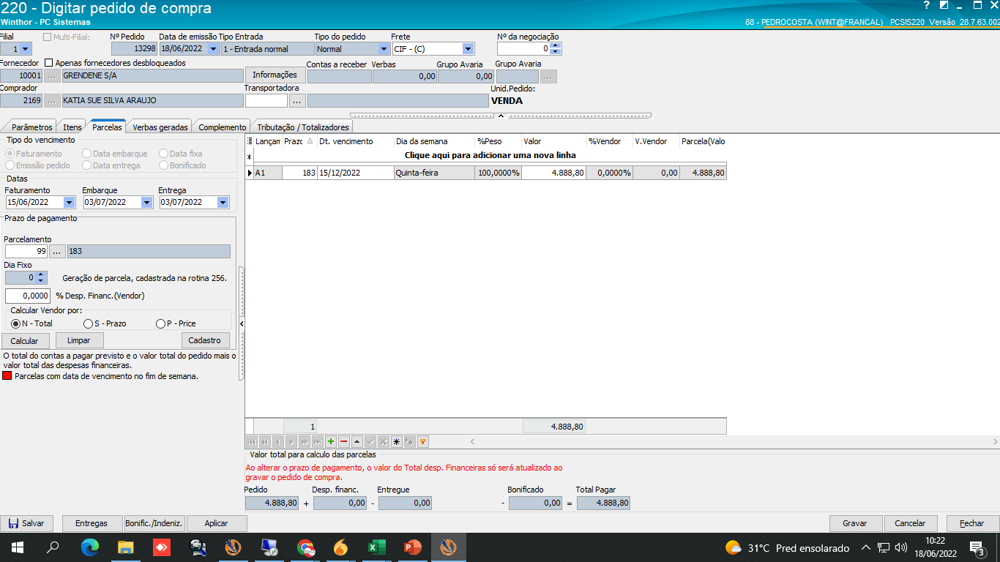 220 - Digitar pedido de compra
Winthor - PC Sistemas
88 - PEDROCOSTA (WINT@FRANCAL) PCSIS220 Versão 28.7.63.002
Filial Multi-Filial: Nº Pedido Data de emissão Tipo Entrada Tipo do pedido Frete Nº da negociação
1 13298 18/06/2022 1 - Entrada normal Normal CIF - (C) 0
Fornecedor Apenas fornecedores desbloqueados Contas a receber Verbas Grupo Avaria Grupo Avaria
10001 ... GRENDENE S/A Informações 0,00 0,00 ...
Comprador Transportadora Unid.Pedido:
2169 ... KATIA SUE SILVA ARAUJO ... VENDA
Parâmetros Itens Parcelas Verbas geradas Complemento Tributação / Totalizadores
Tipo do vencimento
Faturamento Data embarque Data fixa
Emissão pedido Data entrega Bonificado
Datas
Faturamento Embarque Entrega
15/06/2022 03/07/2022 03/07/2022
Prazo de pagamento
Parcelamento
99 ... 183
Dia Fixo
0 Geração de parcela, cadastrada na rotina 256.
0,0000 % Desp. Financ.(Vendor)
Calcular Vendor por:
N - Total S - Prazo P - Price
Calcular Limpar Cadastro
O total do contas a pagar previsto e o valor total do pedido mais o
valor total das despesas financeiras.
Parcelas com data de vencimento no fim de semana.
Lançam Prazo Dt. vencimento Dia da semana %Peso Valor %Vendor V.Vendor Parcela(Valo
Clique aqui para adicionar uma nova linha
A1 183 15/12/2022 Quinta-feira 100,0000% 4.888,80 0,0000% 0,00 4.888,80
1 4.888,80
Valor total para calculo das parcelas
Ao alterar o prazo de pagamento, o valor do Total desp. Financeiras só será atualizado ao
gravar o pedido de compra.
Pedido Desp. financ. Entregue Bonificado Total Pagar
4.888,80 + 0,00 - 0,00 - 0,00 = 4.888,80
Salvar Entregas Bonific./Indeniz. Aplicar Gravar Cancelar Fechar
31°C Pred ensolarado
10:22
18/06/2022
3